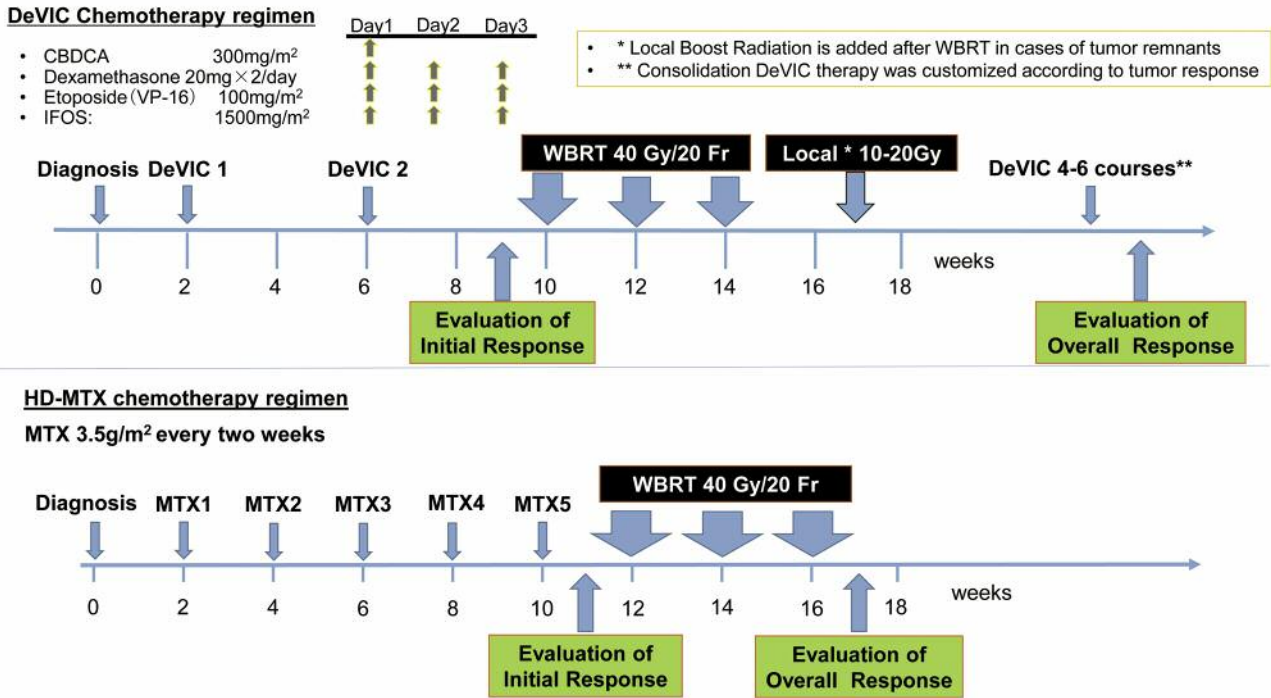 DeVIC Chemotherapy regimen
Day1 Day2 Day3
• CBDCA 300mg/m²
• Dexamethasone 20mg×2/day
• Etoposide(VP-16) 100mg/m²
• IFOS: 1500mg/m²
• * Local Boost Radiation is added after WBRT in cases of tumor remnants
• ** Consolidation DeVIC therapy was customized according to tumor response
WBRT 40 Gy/20 Fr
Local * 10-20Gy
Diagnosis DeVIC 1 DeVIC 2 DeVIC 4-6 courses**
0 2 4 6 8 10 12 14 16 18 weeks
Evaluation of
Initial Response
Evaluation of
Overall Response
HD-MTX chemotherapy regimen
MTX 3.5g/m² every two weeks
WBRT 40 Gy/20 Fr
Diagnosis MTX1 MTX2 MTX3 MTX4 MTX5
0 2 4 6 8 10 12 14 16 18 weeks
Evaluation of
Initial Response
Evaluation of
Overall Response